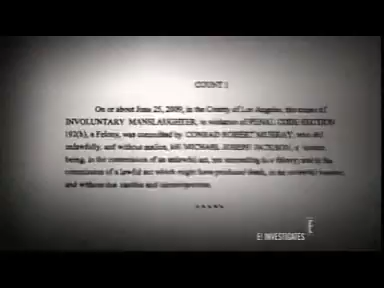 COUNT 1
On or about June 25, 2009, in the County of Los Angeles, the crime of
INVOLUNTARY MANSLAUGHTER, in violation of PENAL CODE SECTION
192(b), a Felony, was committed by CONRAD ROBERT MURRAY, who did
unlawfully, and without malice, kill MICHAEL JOSEPH JACKSON, a human
being, in the commission of an unlawful act, not amounting to a felony; and in the
commission of a lawful act which might have produced death, in an unlawful manner,
and without due caution and circumspection.
* * * * *
E! INVESTIGATES